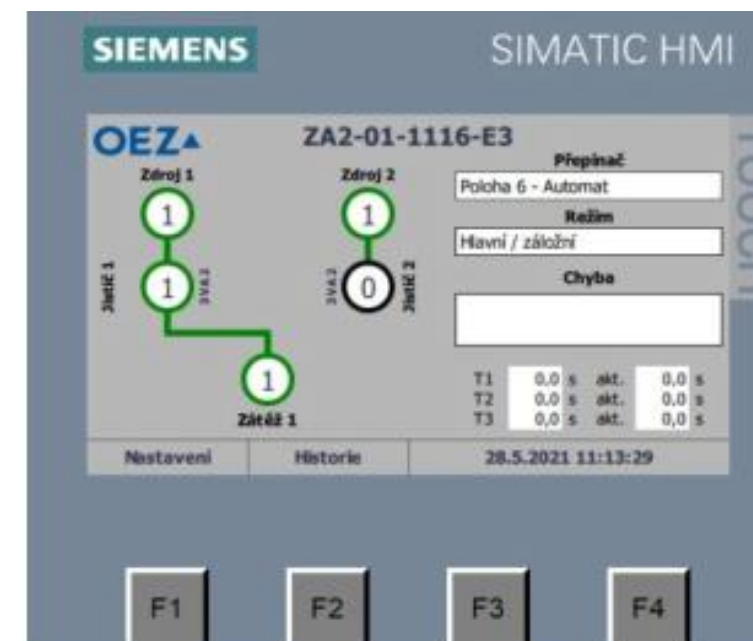 SIEMENS
SIMATIC HMI
TOUCH
OEZ
ZA2-01-1116-E3
Zdroj 1
Zdroj 2
Přepínač
Poloha 6 - Automat
1
1
Režim
Hlavní / záložní
Jistič 1
1
3VA2
3VA2
0
Jistič 2
Chyba
1
Zátěž 1
T1 0,0 s akt. 0,0 s
T2 0,0 s akt. 0,0 s
T3 0,0 s akt. 0,0 s
Nastavení
Historie
28.5.2021 11:13:29
F1
F2
F3
F4